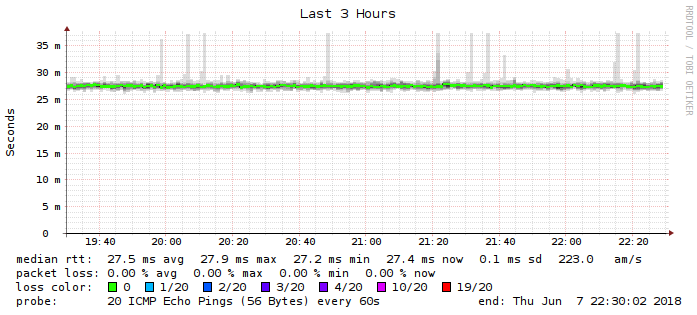 Last 3 Hours
RRDTOOL / TOBI OETIKER
Seconds
35 m
30 m
25 m
20 m
15 m
10 m
5 m
0
19:40 20:00 20:20 20:40 21:00 21:20 21:40 22:00 22:20
median rtt: 27.5 ms avg 27.9 ms max 27.2 ms min 27.4 ms now 0.1 ms sd 223.0 am/s
packet loss: 0.00 % avg 0.00 % max 0.00 % min 0.00 % now
loss color: 0 1/20 2/20 3/20 4/20 10/20 19/20
probe: 20 ICMP Echo Pings (56 Bytes) every 60s end: Thu Jun 7 22:30:02 2018